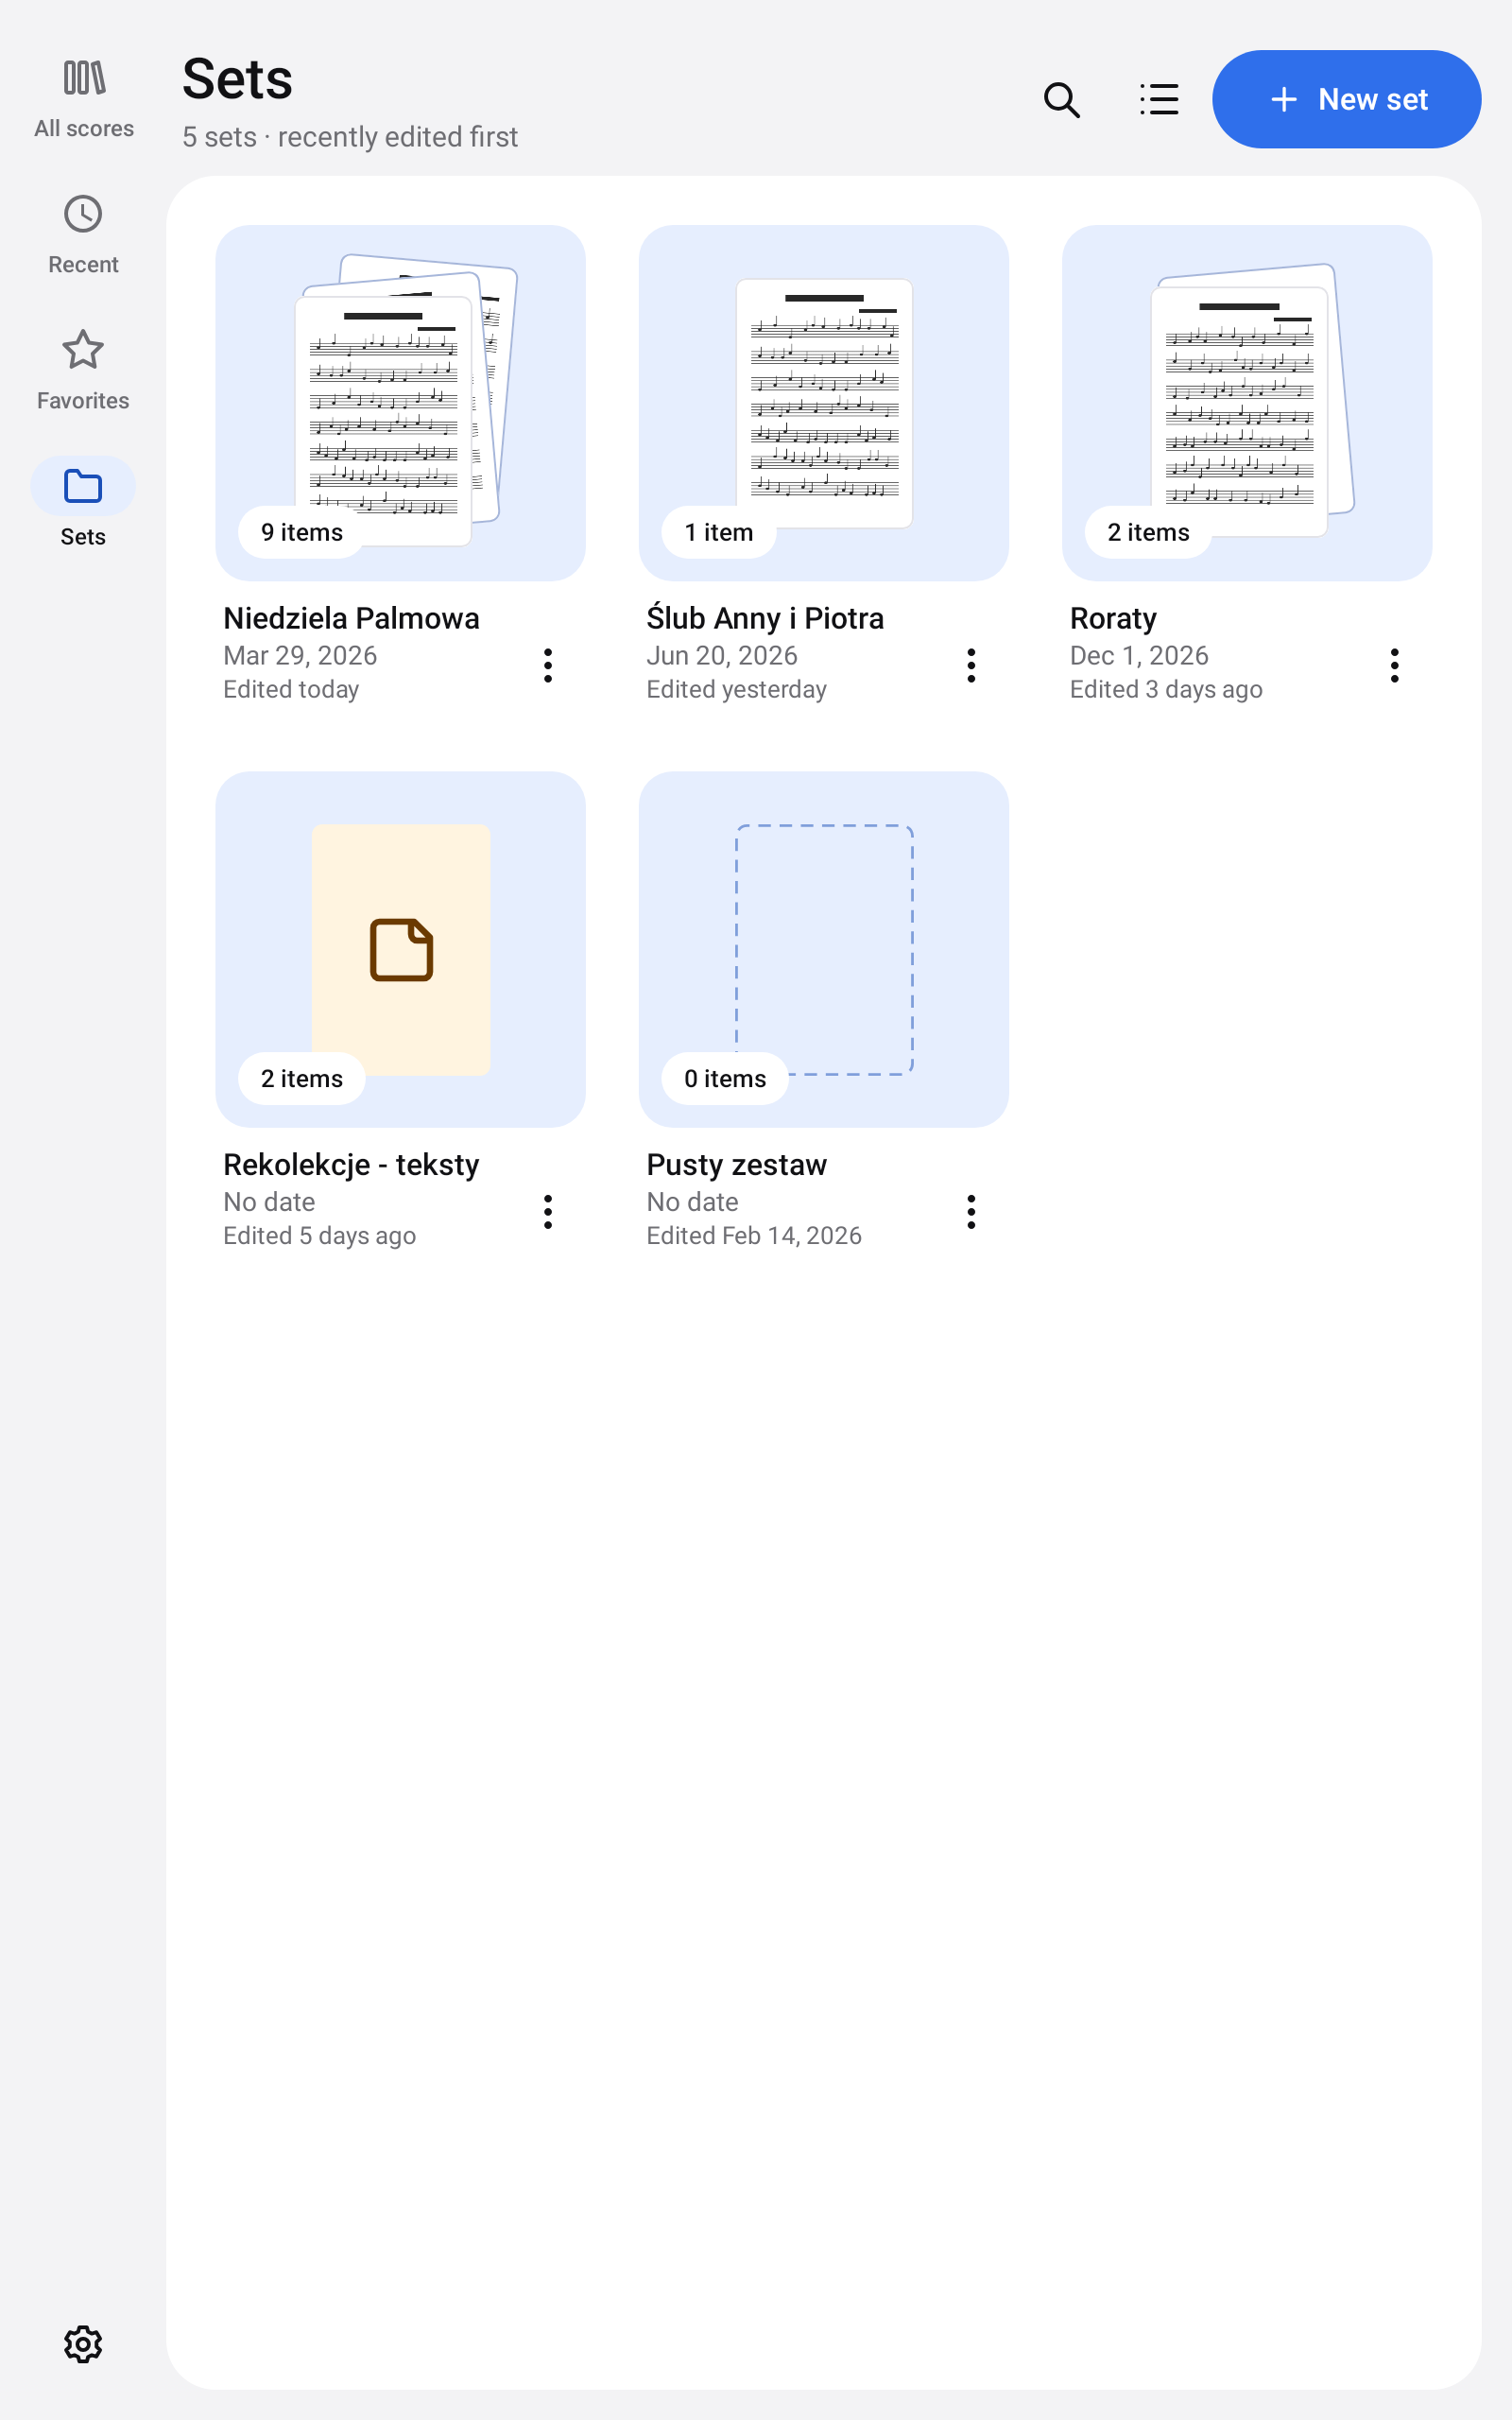 Sets
5 sets · recently edited first
New set
All scores
Recent
Favorites
Sets
9 items
Niedziela Palmowa
Mar 29, 2026
Edited today
1 item
Ślub Anny i Piotra
Jun 20, 2026
Edited yesterday
2 items
Roraty
Dec 1, 2026
Edited 3 days ago
2 items
Rekolekcje - teksty
No date
Edited 5 days ago
0 items
Pusty zestaw
No date
Edited Feb 14, 2026